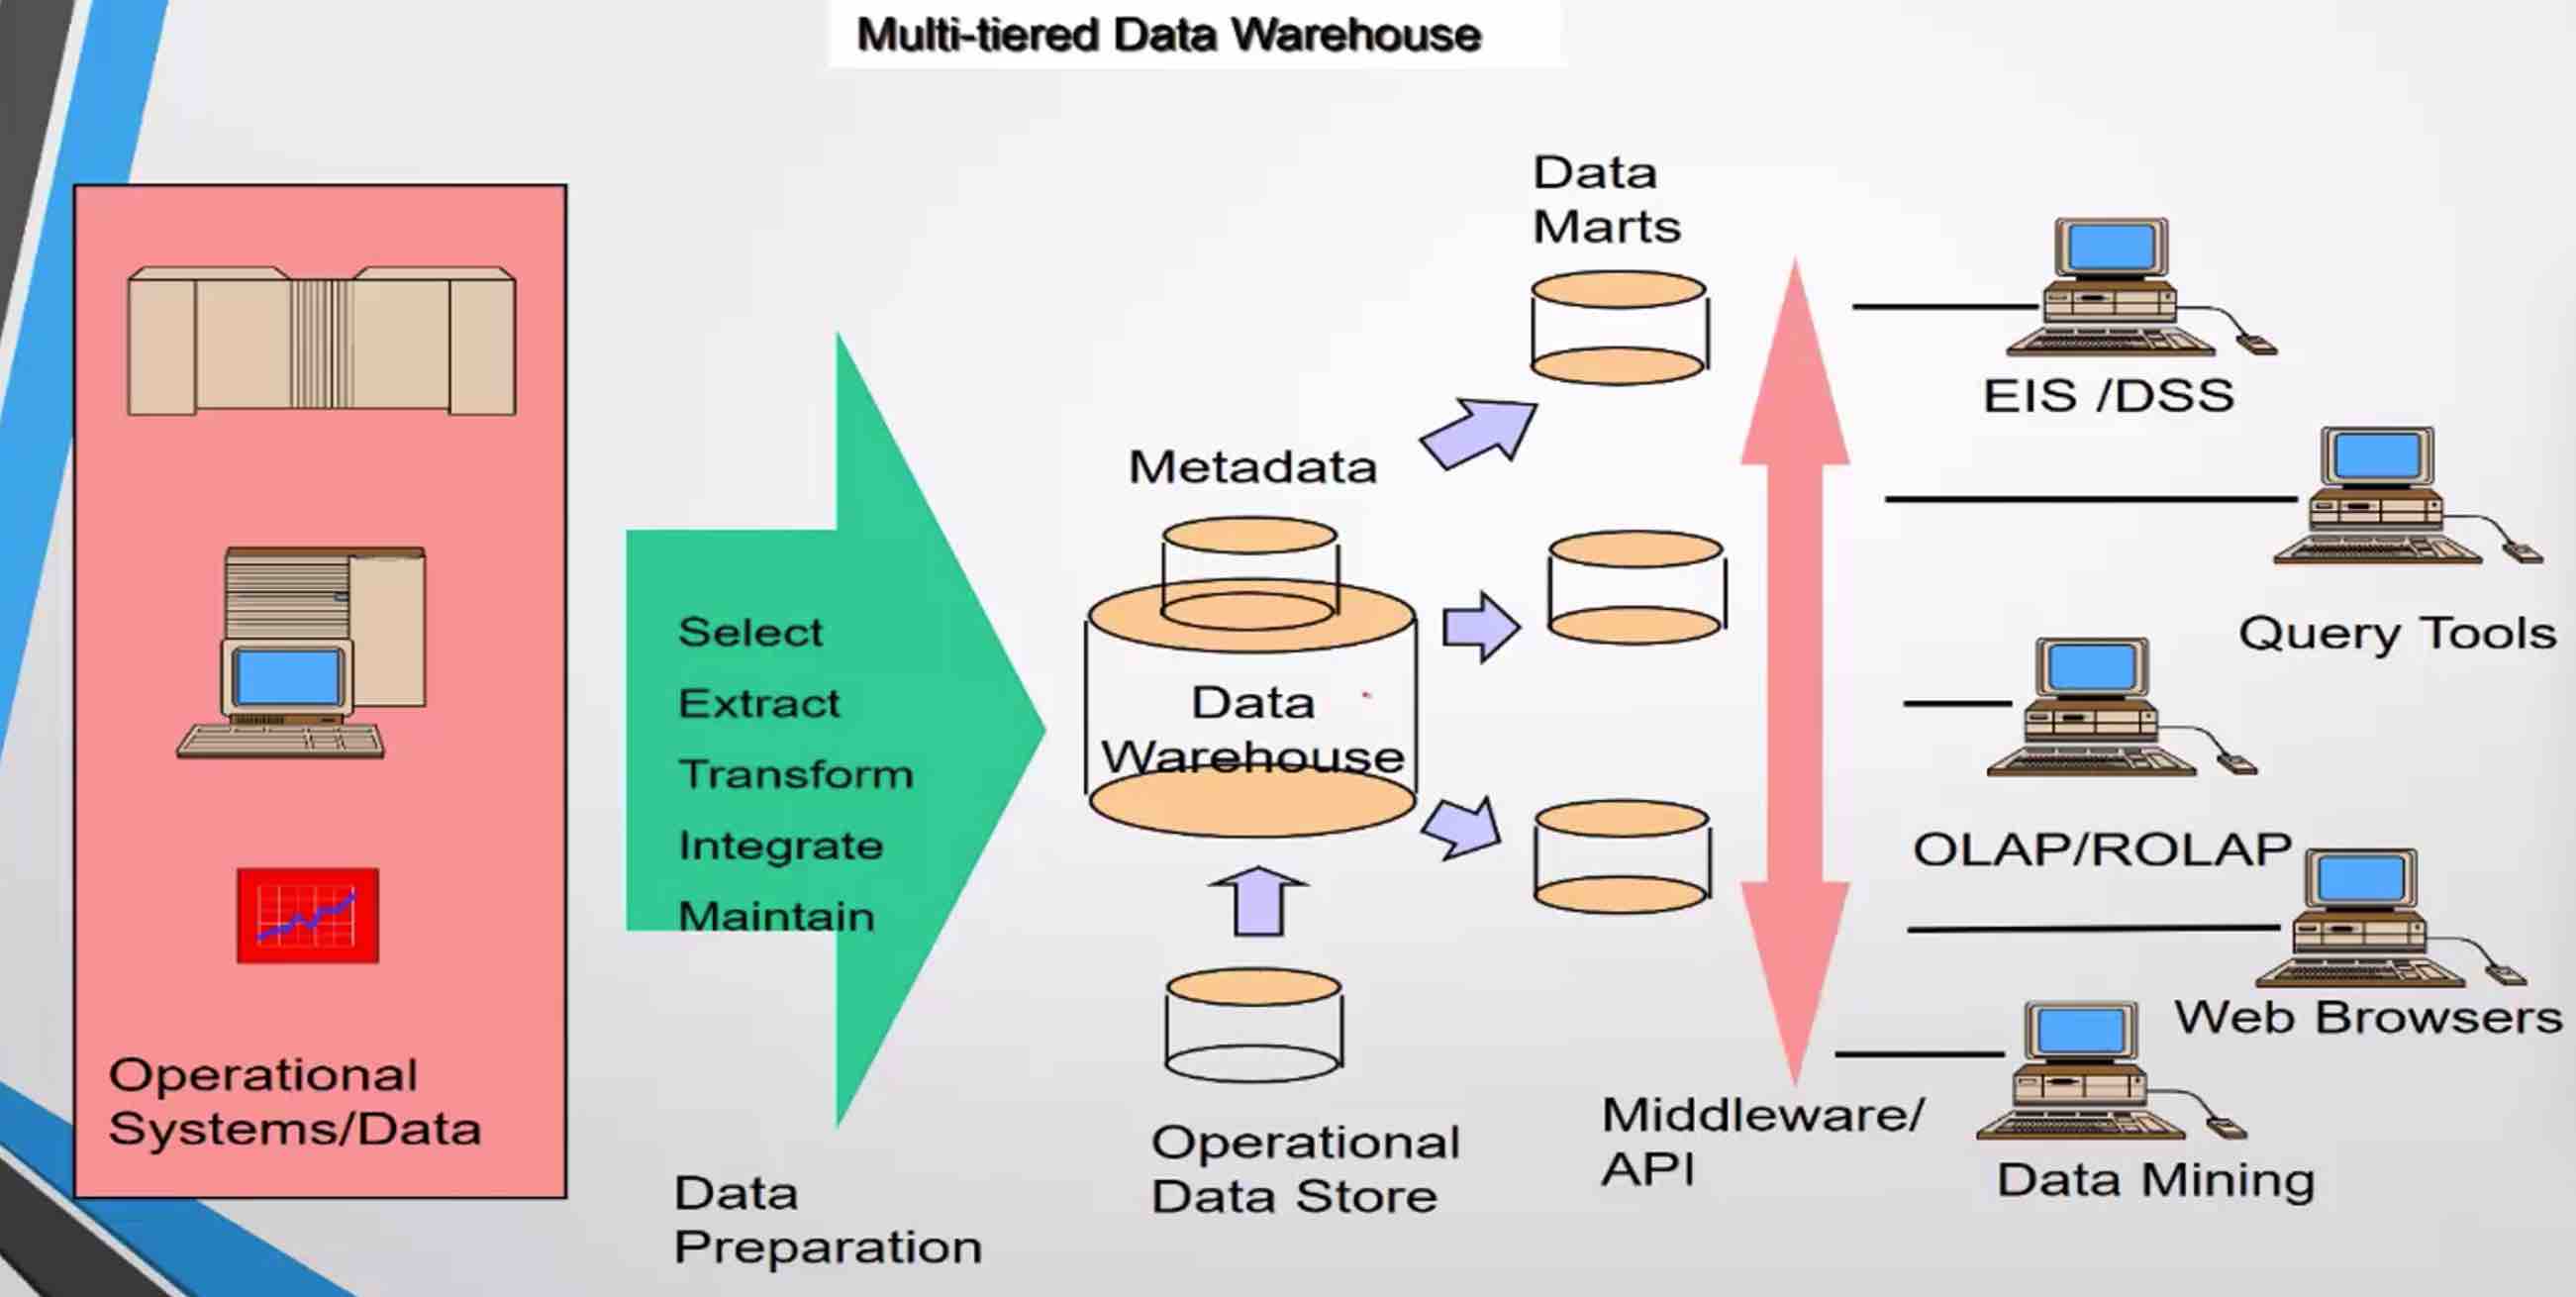 Multi-tiered Data Warehouse
Operational
Systems/Data
Select
Extract
Transform
Integrate
Maintain
Data
Preparation
Metadata
Data
Warehouse
Operational
Data Store
Data
Marts
Middleware/
API
EIS /DSS
Query Tools
OLAP/ROLAP
Web Browsers
Data Mining